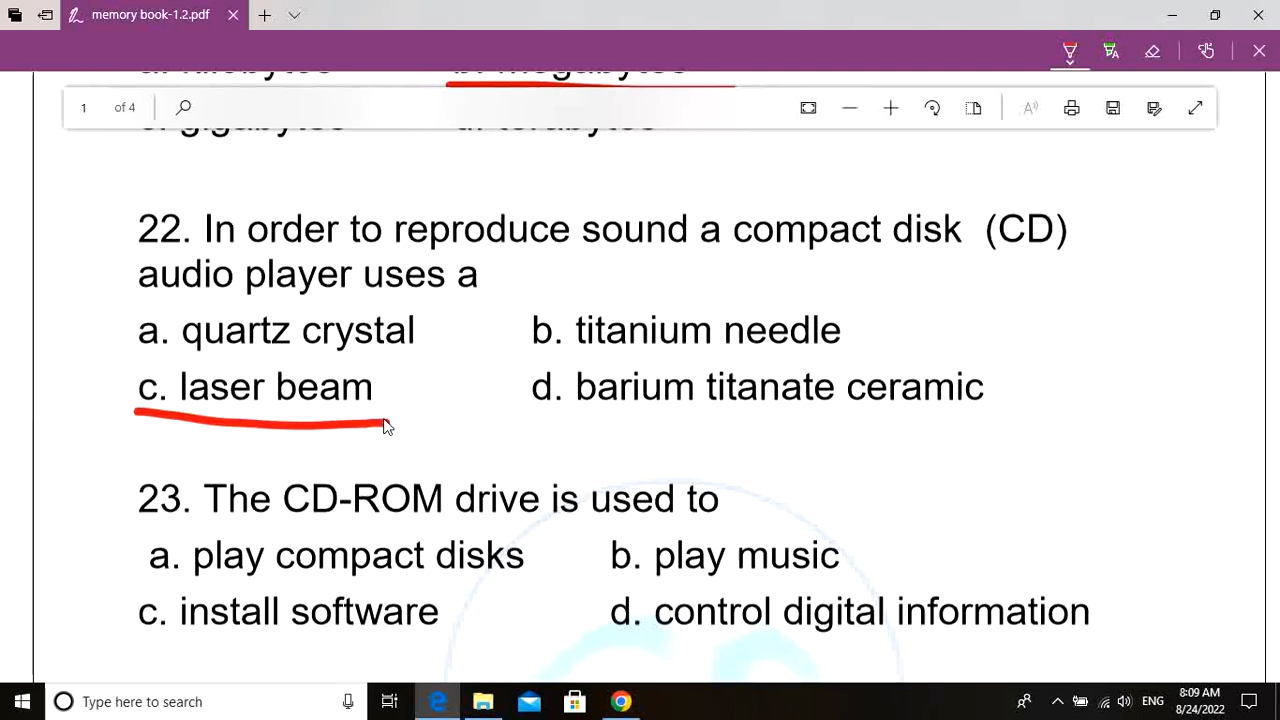 memory book-1.2.pdf
b. megabytes
1 of 4
c. gigabytes d. terabytes
22. In order to reproduce sound a compact disk (CD)
audio player uses a
a. quartz crystal b. titanium needle
c. laser beam d. barium titanate ceramic
23. The CD-ROM drive is used to
a. play compact disks b. play music
c. install software d. control digital information
Type here to search
ENG
8:09 AM
8/24/2022